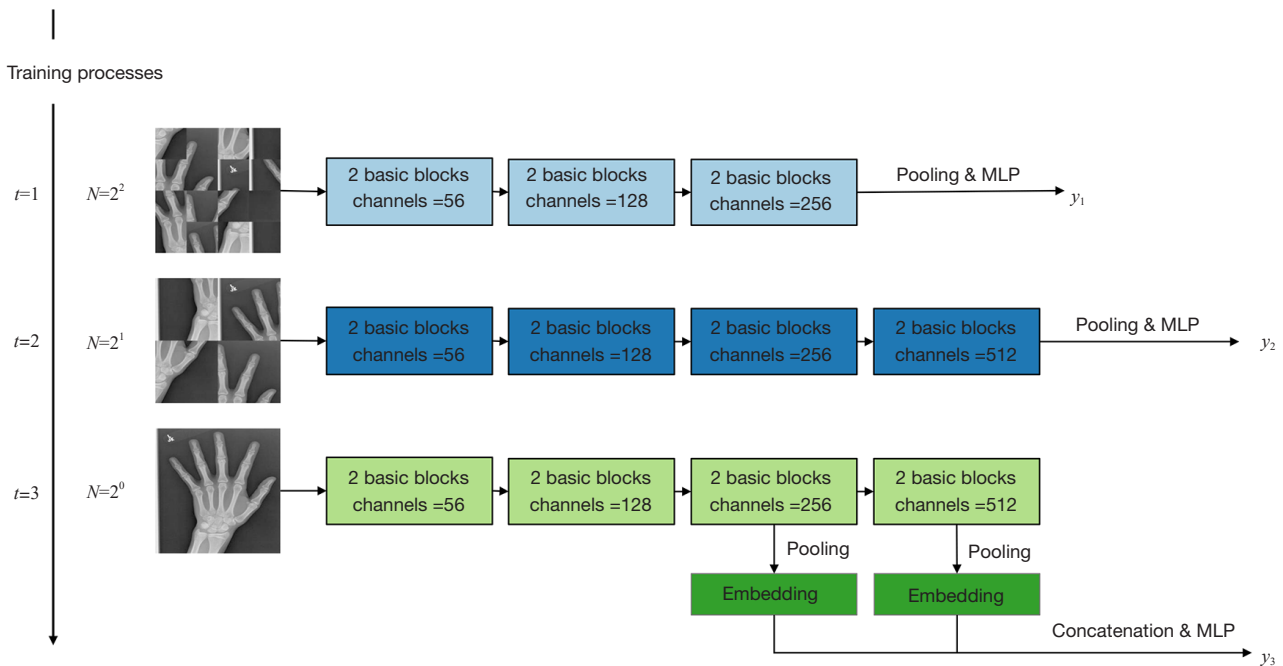 Training processes
t=1
N=2²
2 basic blocks
channels =56
2 basic blocks
channels =128
2 basic blocks
channels =256
Pooling & MLP
y₁
t=2
N=2¹
2 basic blocks
channels =56
2 basic blocks
channels =128
2 basic blocks
channels =256
2 basic blocks
channels =512
Pooling & MLP
y₂
t=3
N=2⁰
2 basic blocks
channels =56
2 basic blocks
channels =128
2 basic blocks
channels =256
2 basic blocks
channels =512
Pooling
Pooling
Embedding
Embedding
Concatenation & MLP
y₃